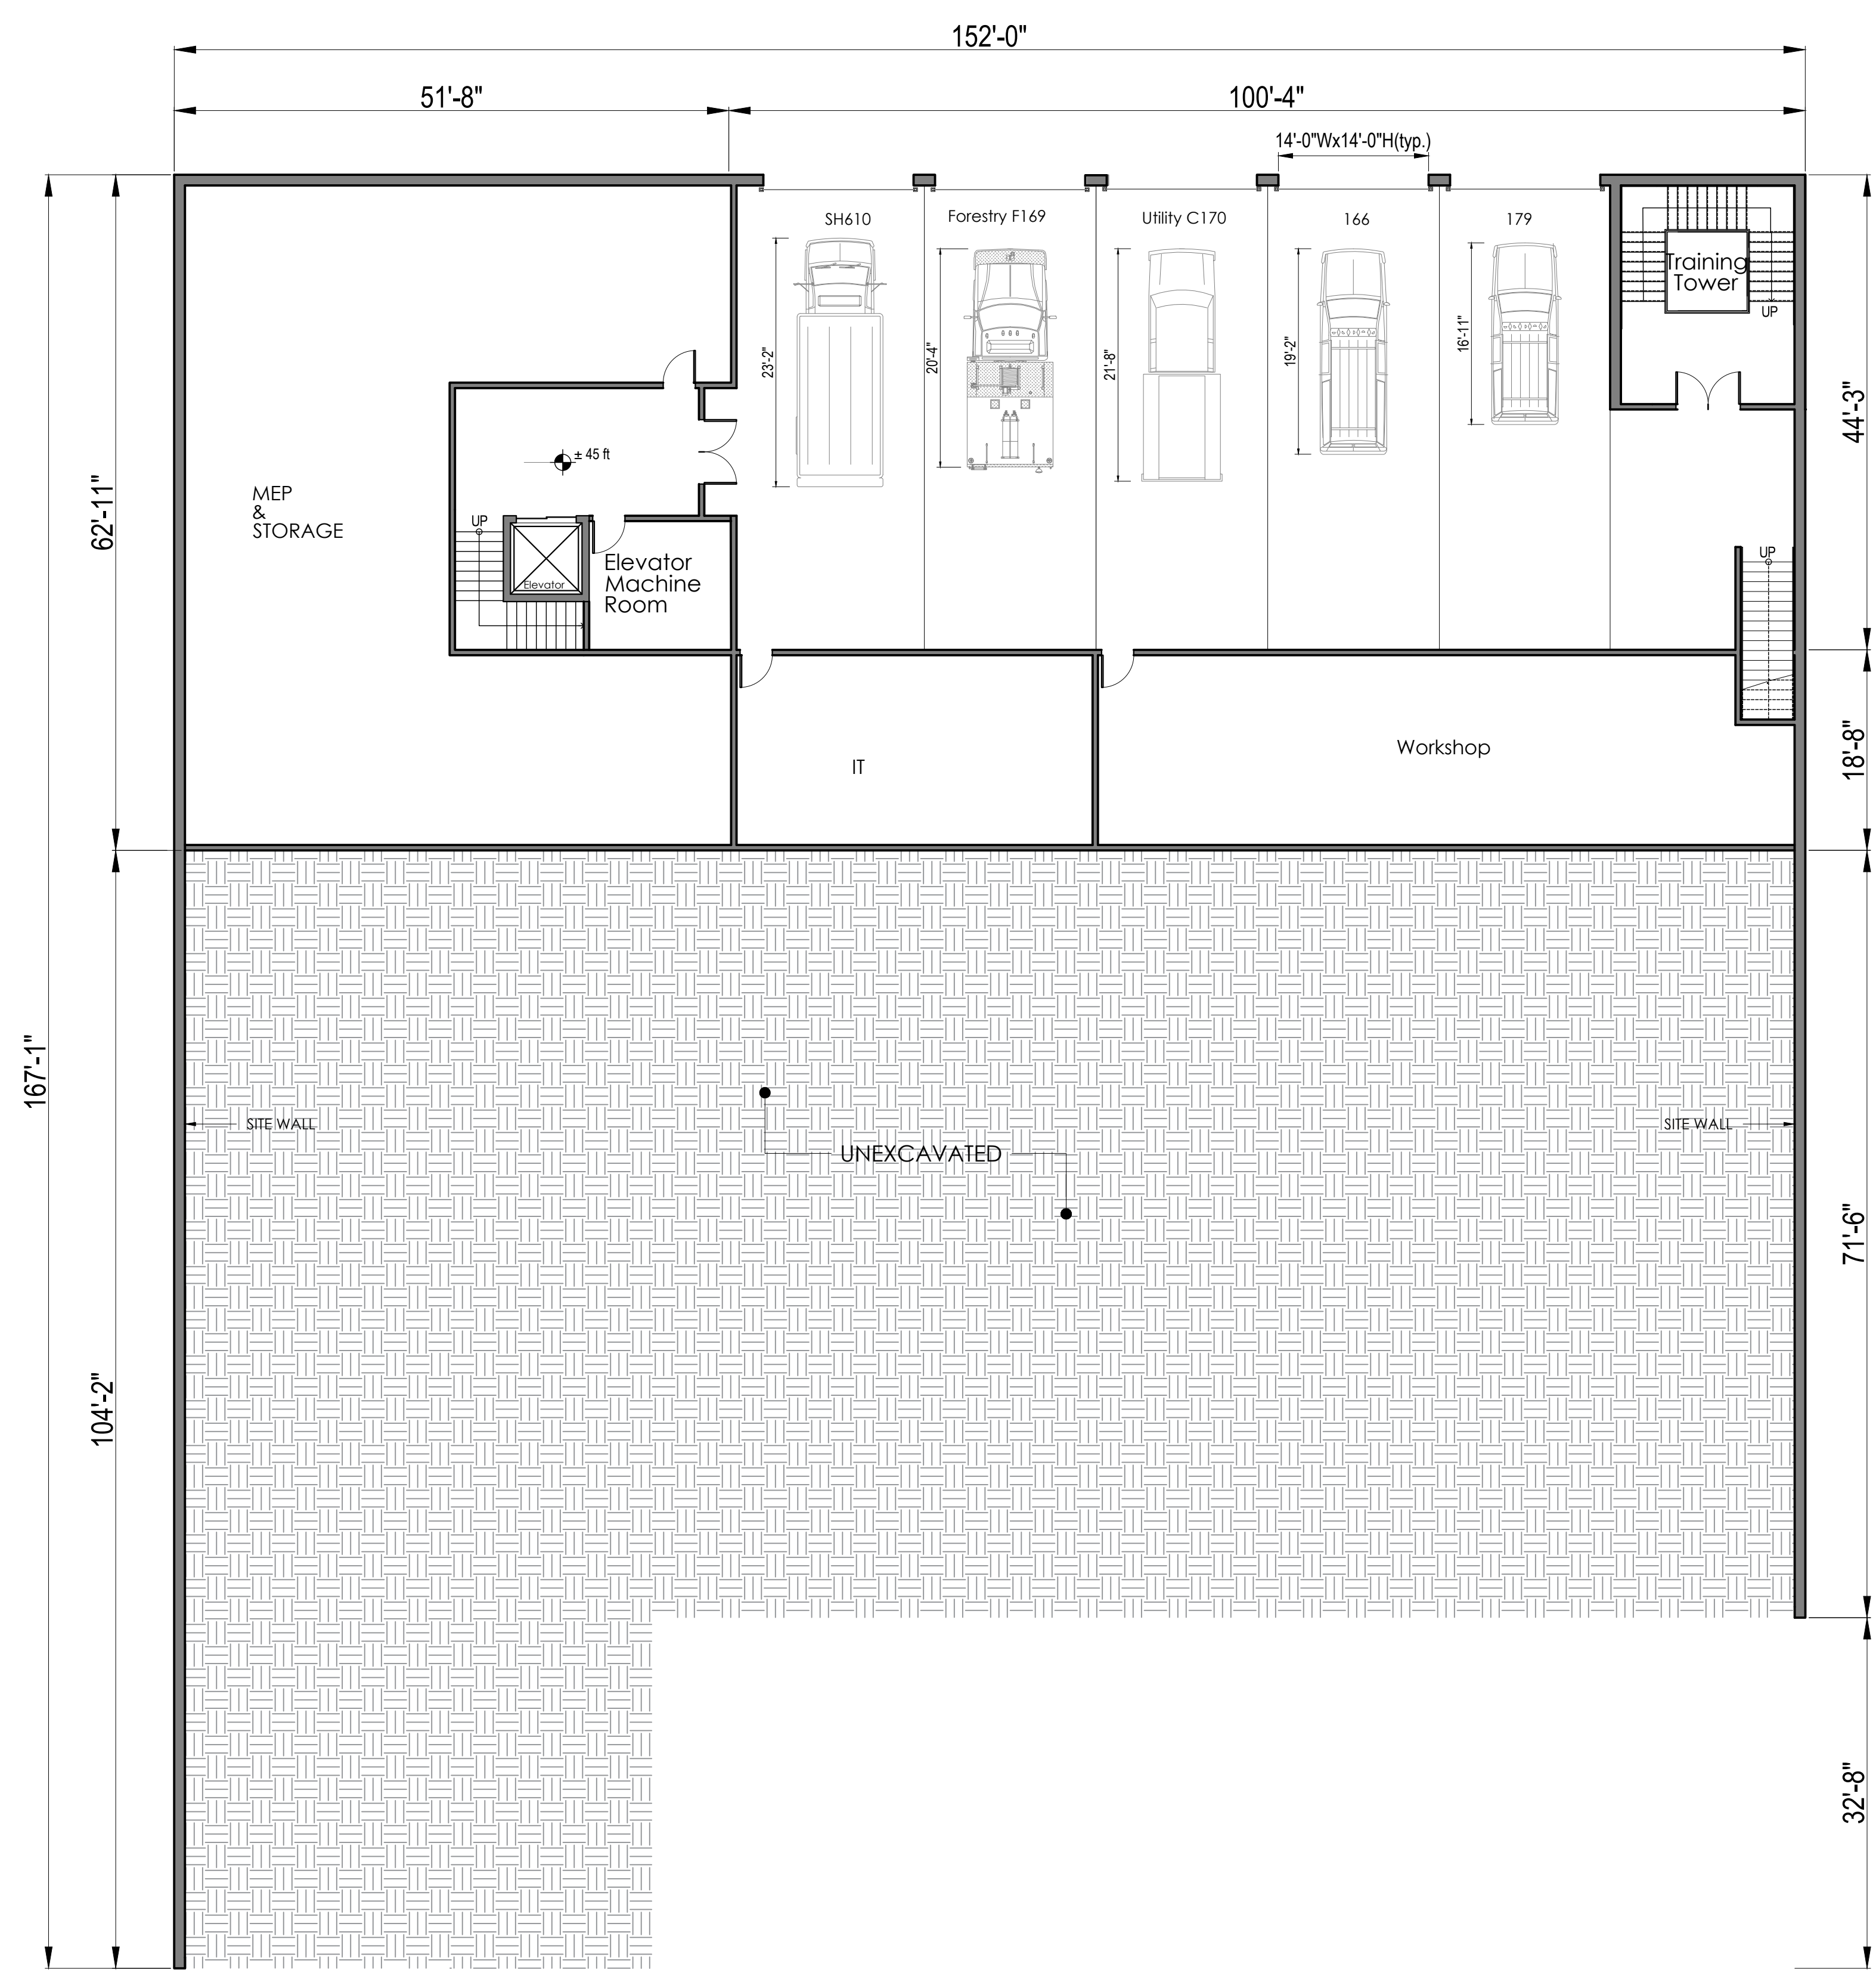 152'-0"
51'-8"
100'-4"
14'-0"Wx14'-0"H(typ.)
SH610
Forestry F169
Utility C170
166
179
23'-2"
20'-4"
21'-8"
19'-2"
16'-11"
Training
Tower
UP
44'-3"
62'-11"
± 45 ft
MEP
&
STORAGE
UP
Elevator
Elevator
Machine
Room
UP
18'-8"
IT
Workshop
167'-1"
104'-2"
SITE WALL
UNEXCAVATED
SITE WALL
71'-6"
32'-8"